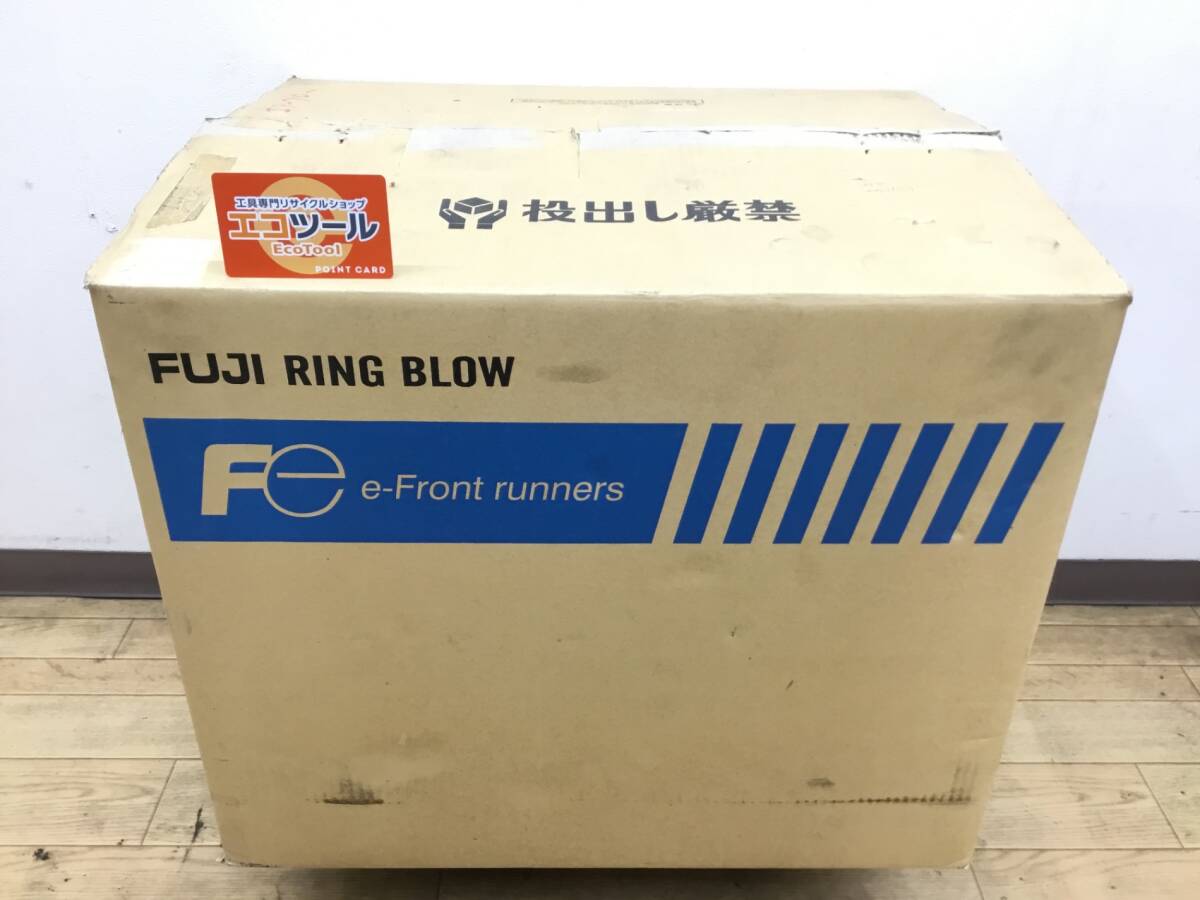 工具専門リサイクルショップ
エコツール
EcoTool
POINT CARD
投出し厳禁
FUJI RING BLOW
Fe e-Front runners